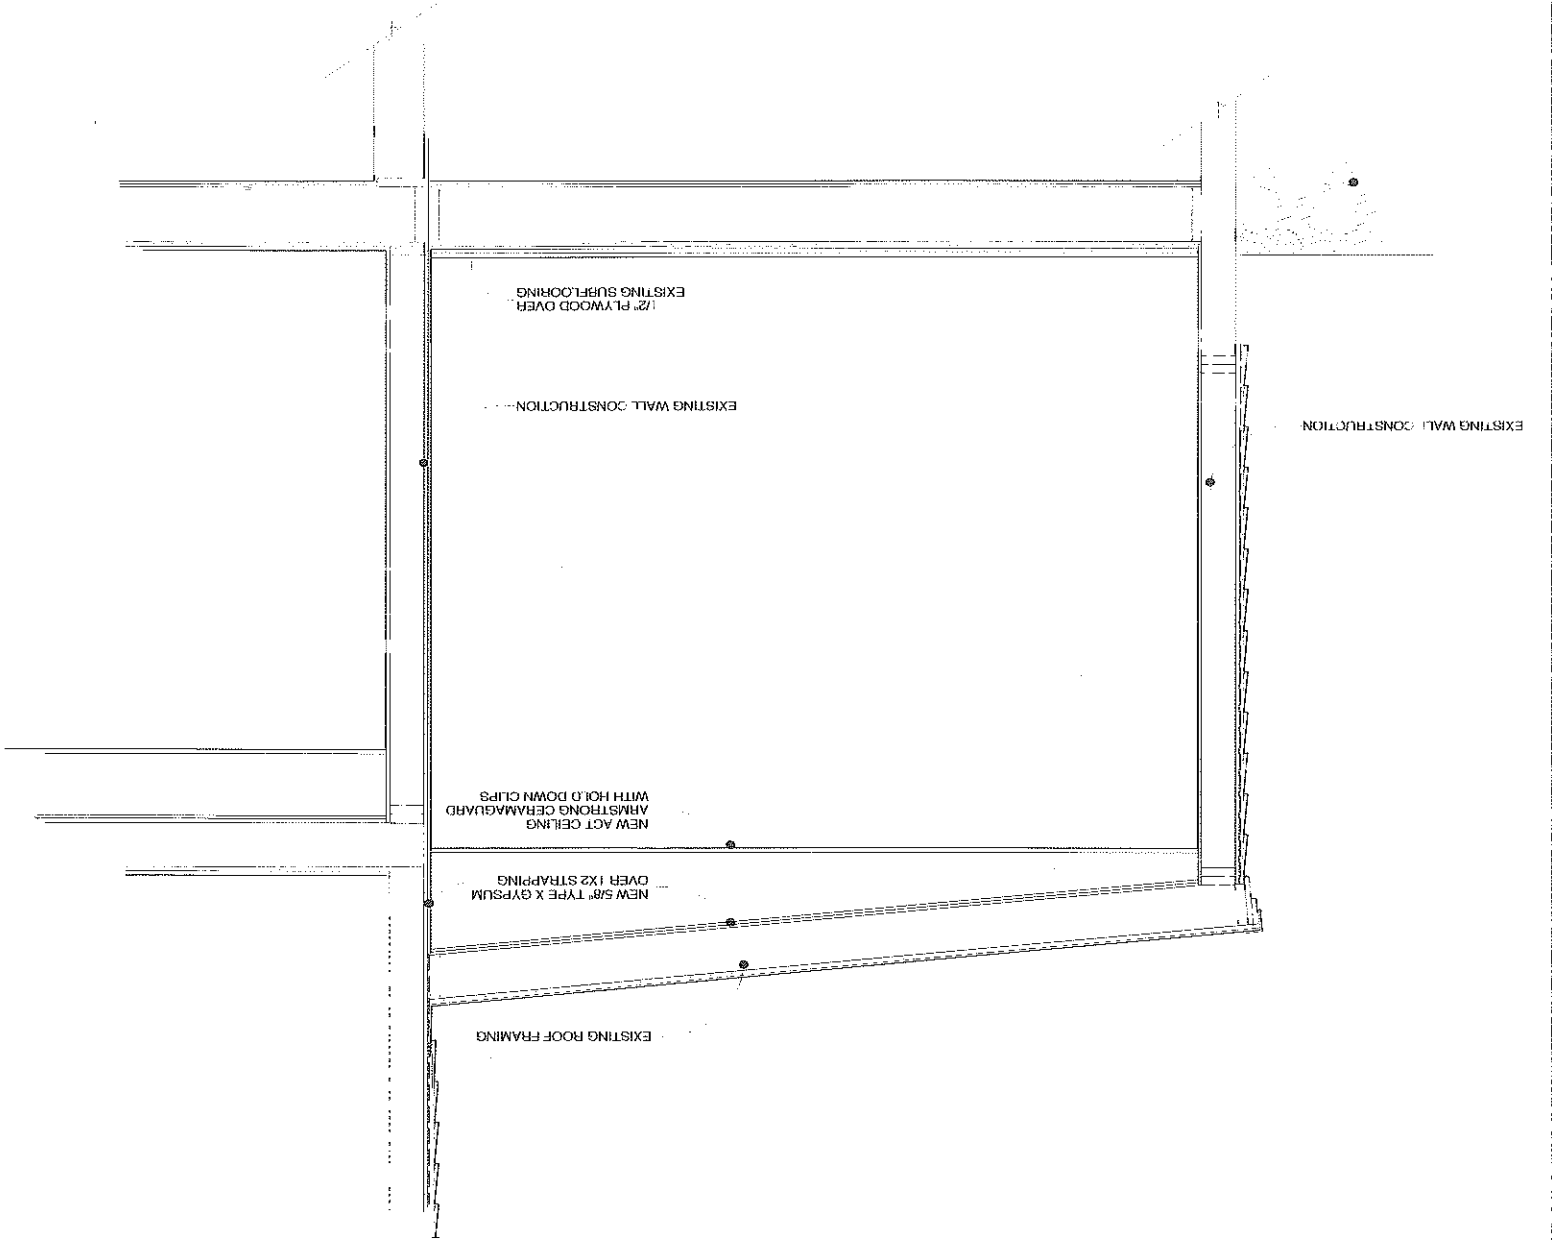 EXISTING ROOF FRAMING
NEW 5/8" TYPE X GYPSUM
OVER 1X2 STRAPPING
NEW ACT CEILING
ARMSTRONG CERAMAGUARD
WITH HOLD DOWN CLIPS
EXISTING WALL CONSTRUCTION
EXISTING WALL CONSTRUCTION
1/2" PLYWOOD OVER
EXISTING SUBFLOORING